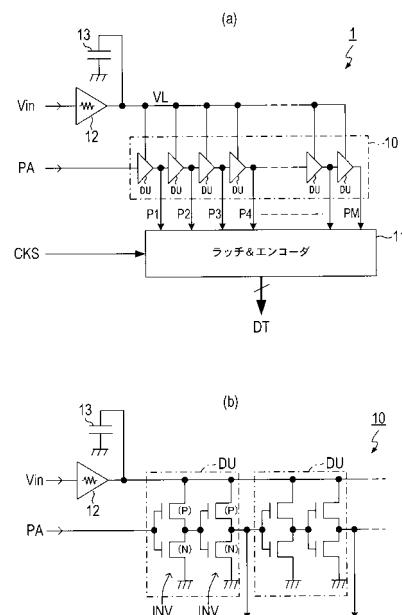 (a)
13
1
VL
Vin
12
10
PA
DU DU DU DU DU DU
P1 P2 P3 P4 PM
CKS
ラッチ&エンコーダ
11
DT
(b)
13
10
DU DU
Vin
12
(P) (P)
PA
(N) (N)
INV INV